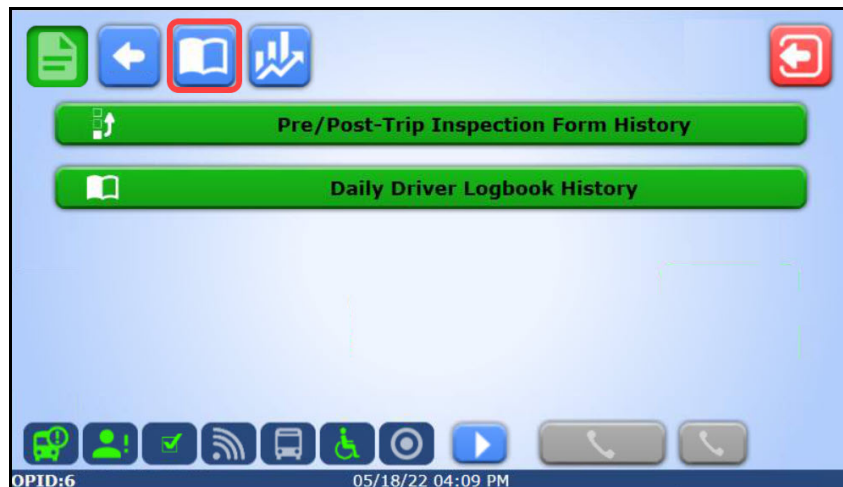 Pre/Post-Trip Inspection Form History
Daily Driver Logbook History
OPID:6 05/18/22 04:09 PM